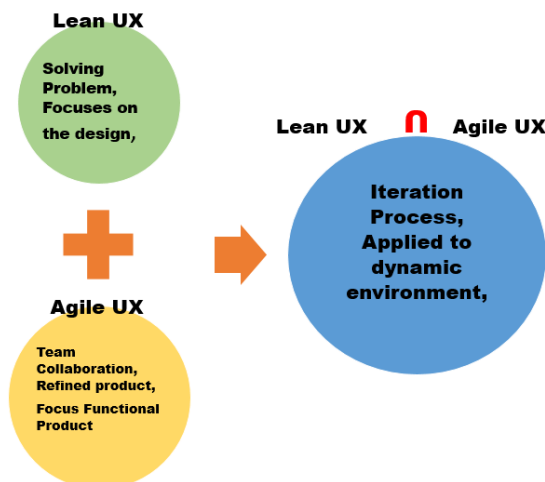 Lean UX
Solving
Problem,
Focuses on
the design,
Agile UX
Team
Collaboration,
Refined product,
Focus Functional
Product
Lean UX ∩ Agile UX
Iteration
Process,
Applied to
dynamic
environment,